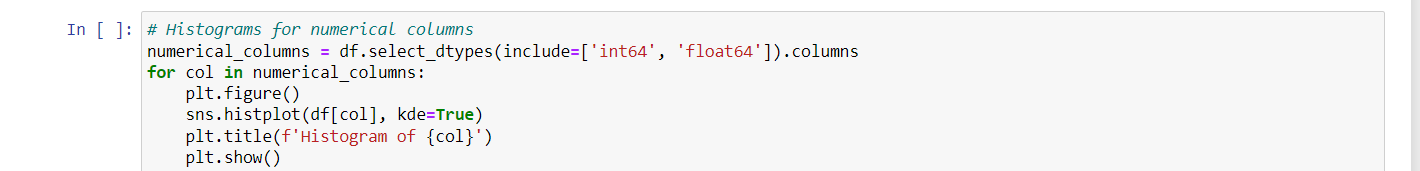 In [ ]: # Histograms for numerical columns
numerical_columns = df.select_dtypes(include=['int64', 'float64']).columns
for col in numerical_columns:
    plt.figure()
    sns.histplot(df[col], kde=True)
    plt.title(f'Histogram of {col}')
    plt.show()